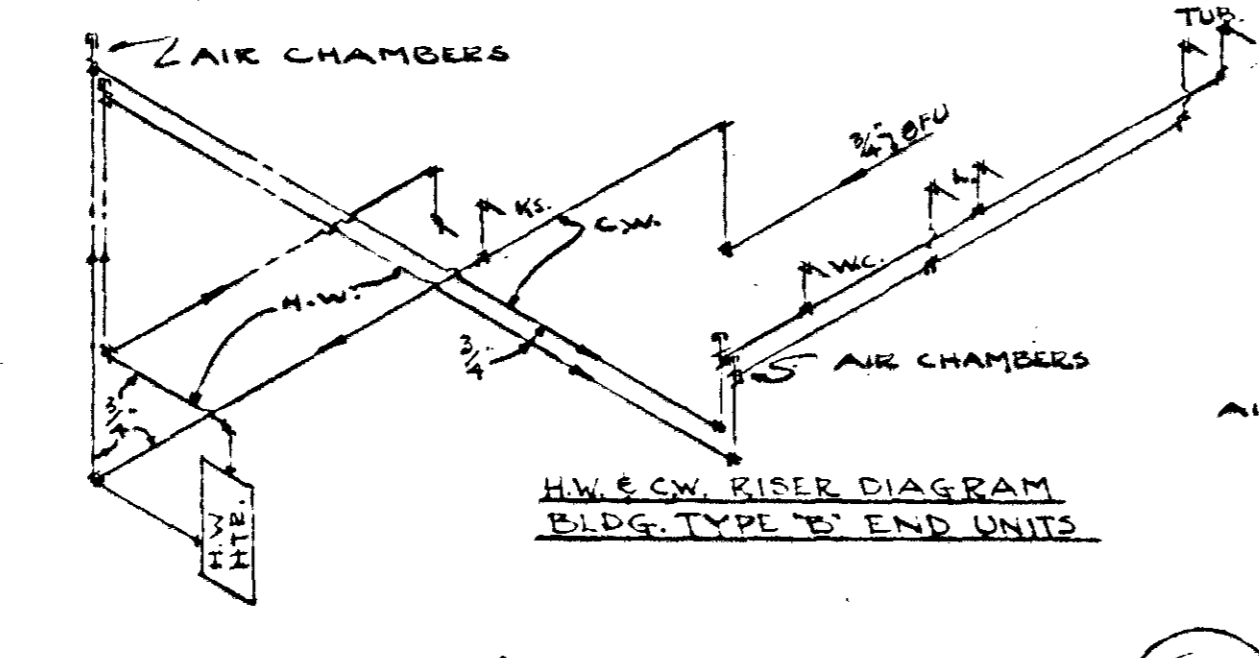 TUB.
AIR CHAMBERS
3/4" 8FU
L.
KS.
C.W.
W.C.
H.W.
3/4"
AIR CHAMBERS
3/4"
H.W. & C.W. RISER DIAGRAM
BLDG. TYPE "B" END UNITS
H.W
HTR.